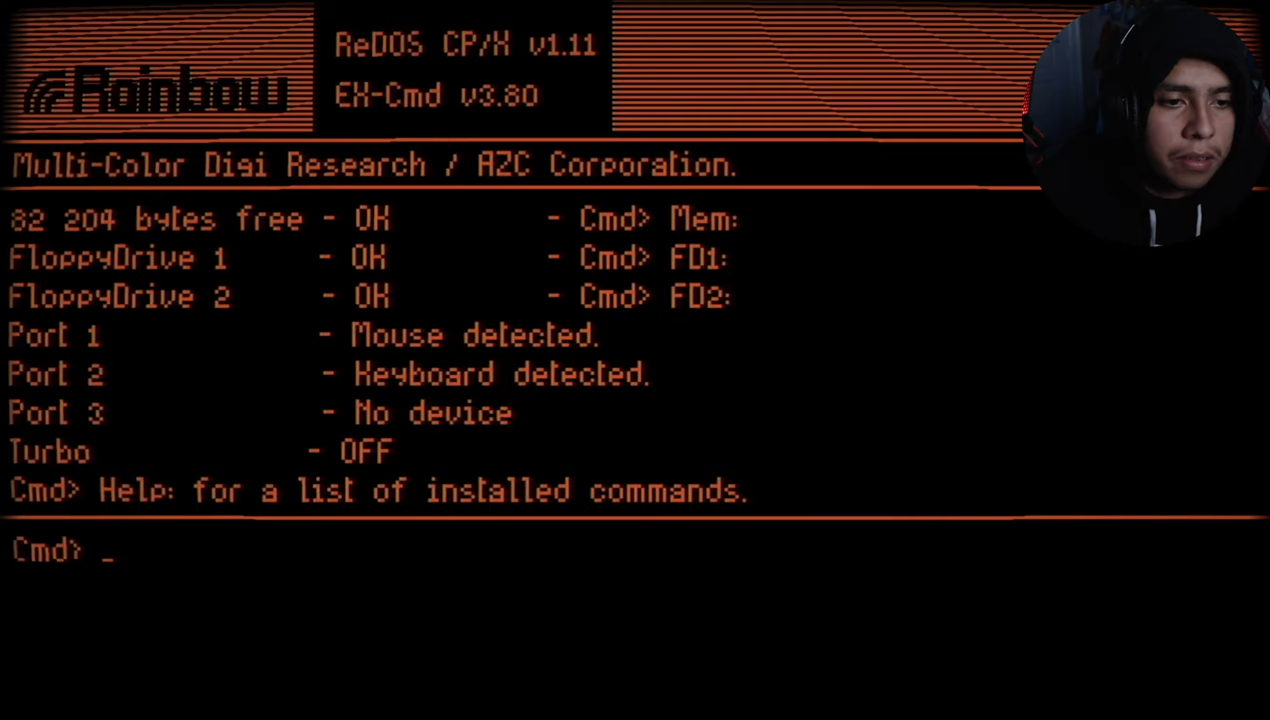 Rainbow
ReDOS CP/X v1.11
EX-Cmd v3.80
Multi-Color Digi Research / AZC Corporation.
82 204 bytes free - OK - Cmd> Mem:
FloppyDrive 1 - OK - Cmd> FD1:
FloppyDrive 2 - OK - Cmd> FD2:
Port 1 - Mouse detected.
Port 2 - Keyboard detected.
Port 3 - No device
Turbo - OFF
Cmd> Help: for a list of installed commands.
Cmd> _